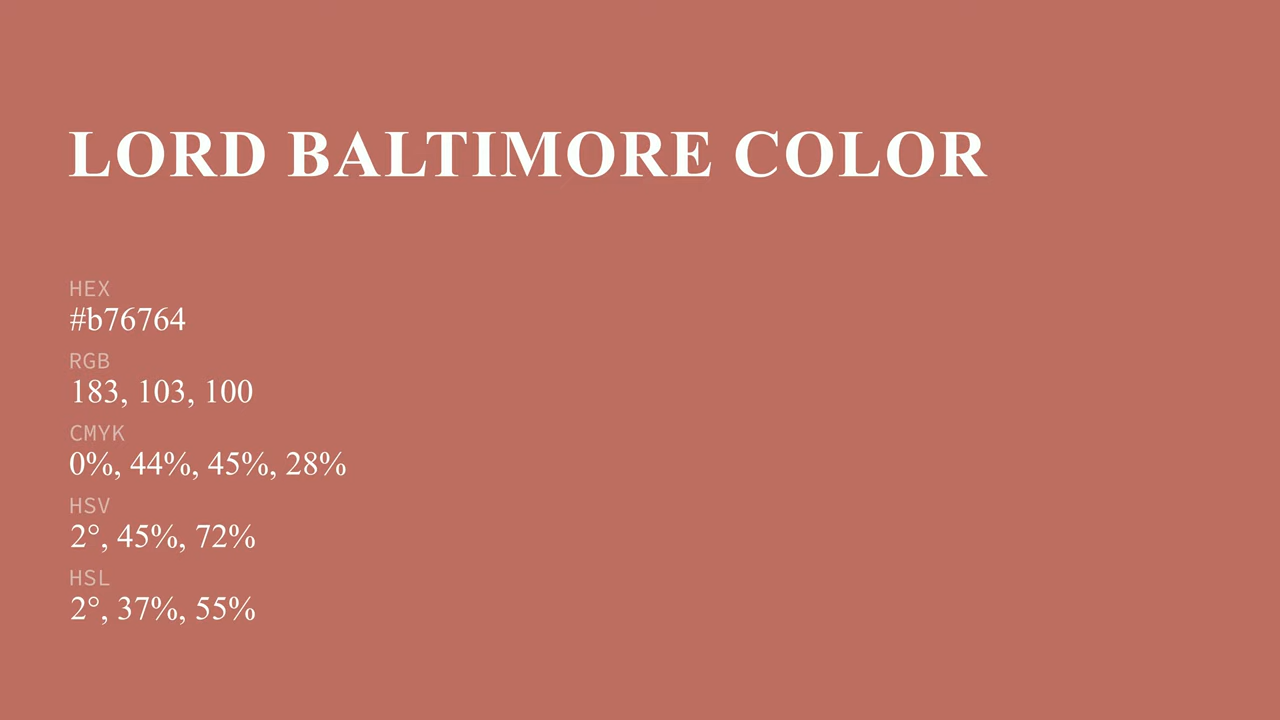 LORD BALTIMORE COLOR
HEX
#b76764
RGB
183, 103, 100
CMYK
0%, 44%, 45%, 28%
HSV
2°, 45%, 72%
HSL
2°, 37%, 55%